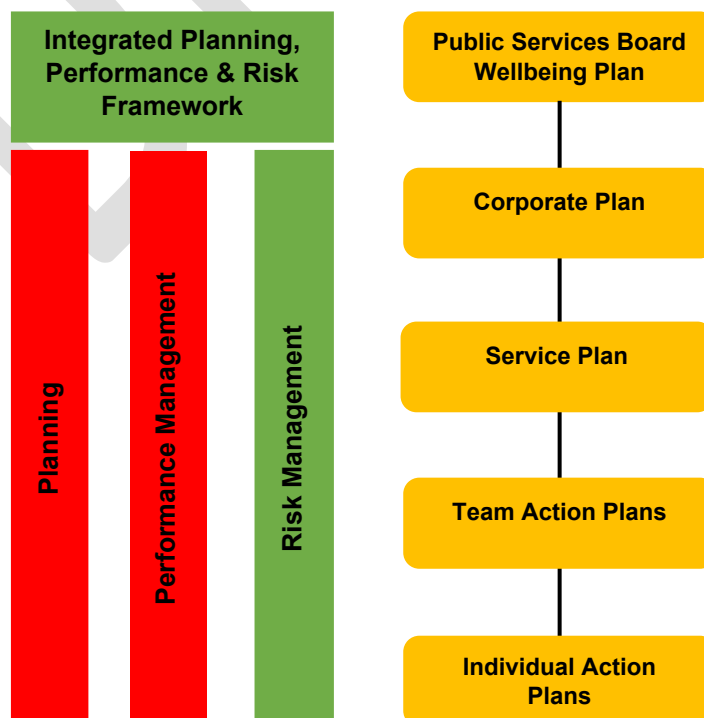 Integrated Planning,
Performance & Risk
Framework
Planning
Performance Management
Risk Management
Public Services Board
Wellbeing Plan
Corporate Plan
Service Plan
Team Action Plans
Individual Action
Plans